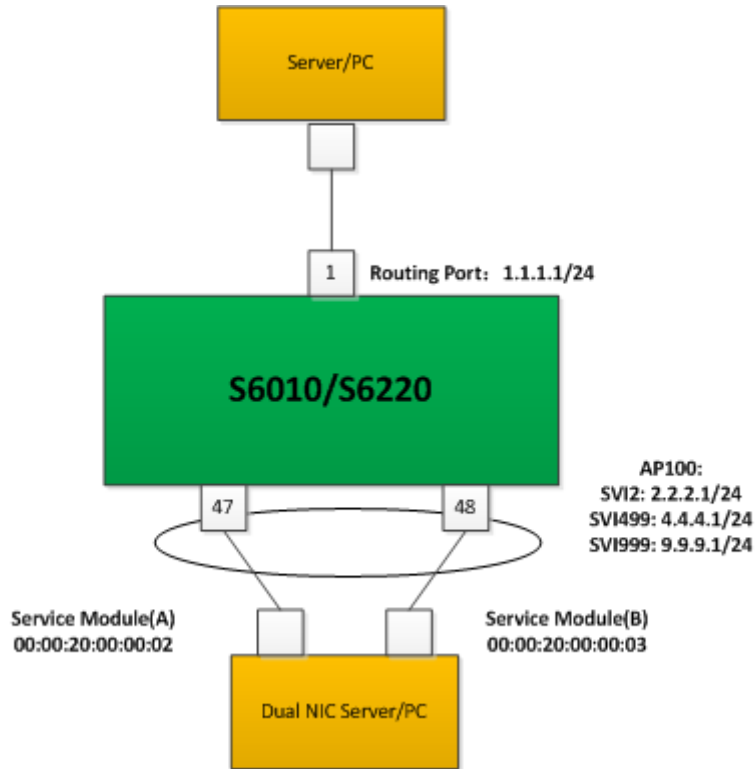 Server/PC
1
Routing Port：1.1.1.1/24
S6010/S6220
47
48
AP100:
SVI2: 2.2.2.1/24
SVI499: 4.4.4.1/24
SVI999: 9.9.9.1/24
Service Module(A)
00:00:20:00:00:02
Service Module(B)
00:00:20:00:00:03
Dual NIC Server/PC